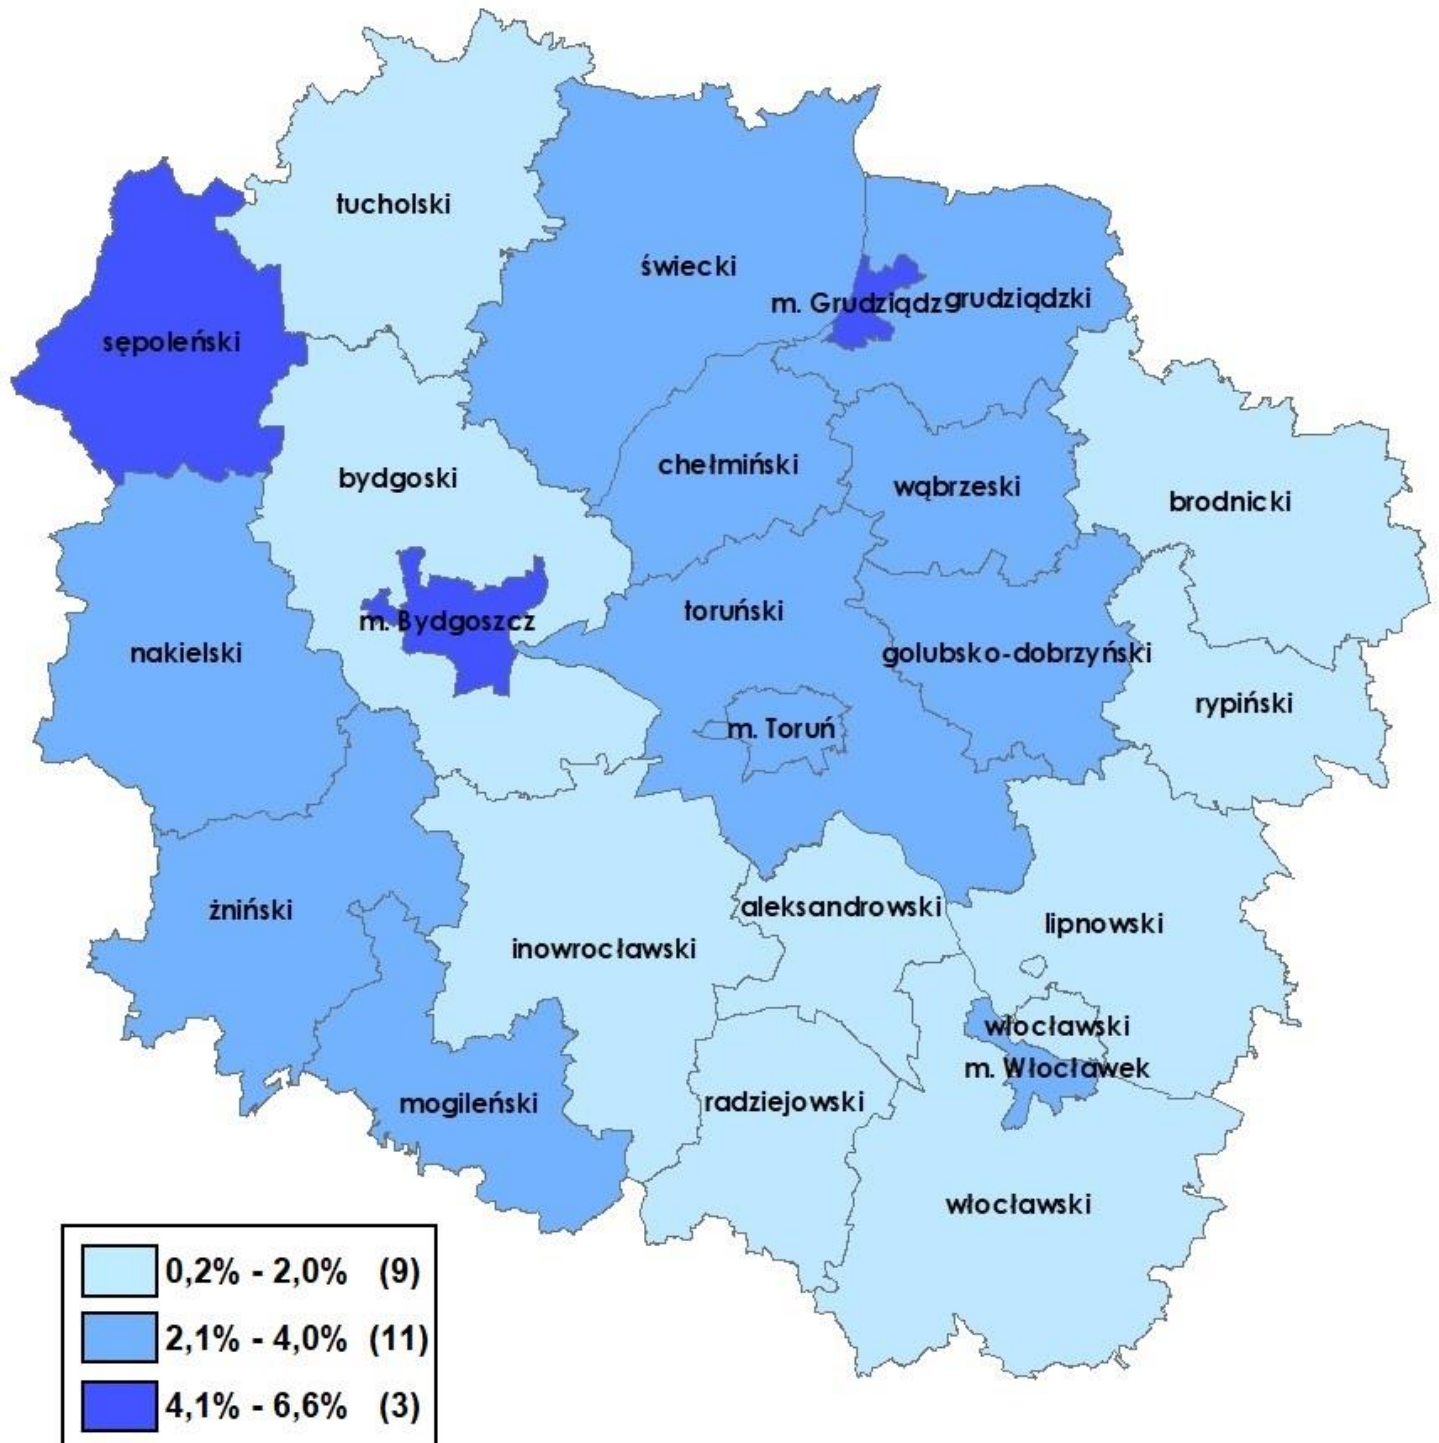 tucholski
świecki
m. Grudziądz
grudziądzki
sępoleński
chełmiński
bydgoski
wąbrzeski
brodnicki
toruński
m. Bydgoszcz
nakielski
golubsko-dobrzyński
rypiński
m. Toruń
żniński
aleksandrowski
lipnowski
inowrocławski
włocławski
m. Włocławek
mogileński
radziejowski
włocławski
0,2% - 2,0% (9)
2,1% - 4,0% (11)
4,1% - 6,6% (3)